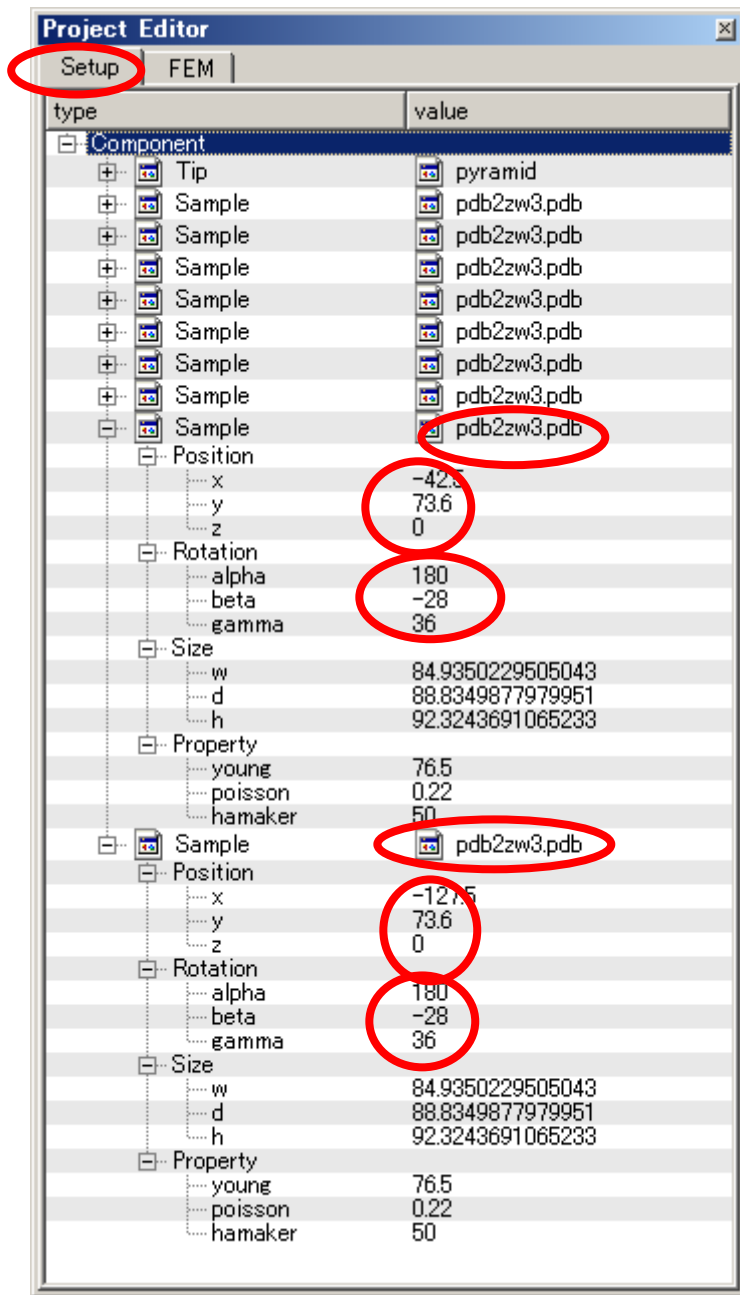 Project Editor
Setup FEM
type value
Component
Tip pyramid
Sample pdb2zw3.pdb
Sample pdb2zw3.pdb
Sample pdb2zw3.pdb
Sample pdb2zw3.pdb
Sample pdb2zw3.pdb
Sample pdb2zw3.pdb
Sample pdb2zw3.pdb
Sample pdb2zw3.pdb
Position
x -42.5
y 73.6
z 0
Rotation
alpha 180
beta -28
gamma 36
Size
w 84.9350229505043
d 88.8349877979951
h 92.3243691065233
Property
young 76.5
poisson 0.22
hamaker 50
Sample pdb2zw3.pdb
Position
x -127.5
y 73.6
z 0
Rotation
alpha 180
beta -28
gamma 36
Size
w 84.9350229505043
d 88.8349877979951
h 92.3243691065233
Property
young 76.5
poisson 0.22
hamaker 50